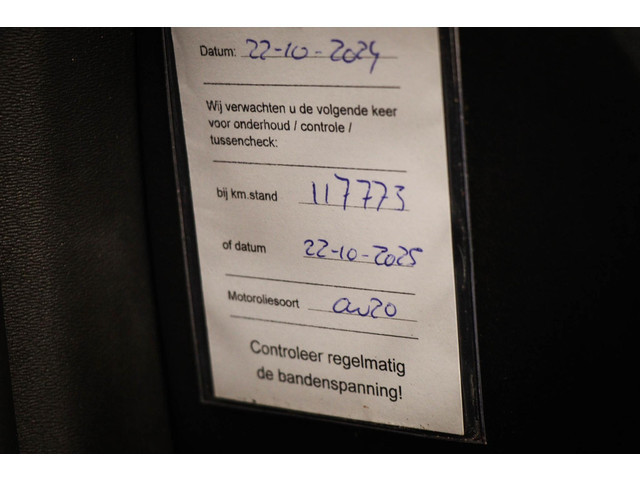 Datum: 22-10-2024
Wij verwachten u de volgende keer
voor onderhoud / controle /
tussencheck:
bij km.stand 117773
of datum 22-10-2025
Motoroliesoort 0w20
Controleer regelmatig
de bandenspanning!